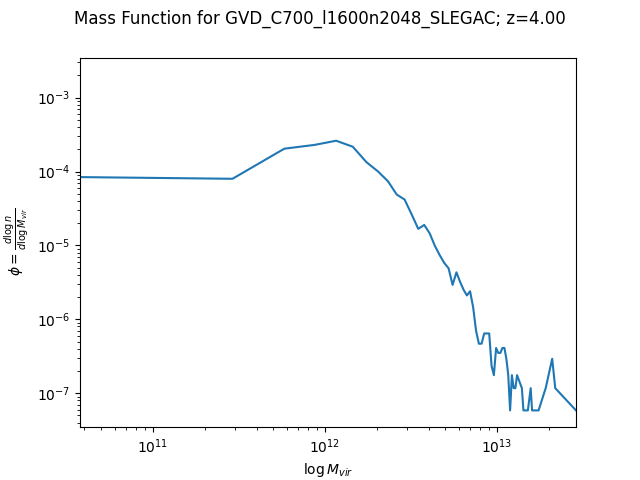 Mass Function for GVD_C700_l1600n2048_SLEGAC; z=4.00
10⁻³
10⁻⁴
10⁻⁵
10⁻⁶
10⁻⁷
ϕ = d log n / d log M_vir
10¹¹ 10¹² 10¹³
log M_vir